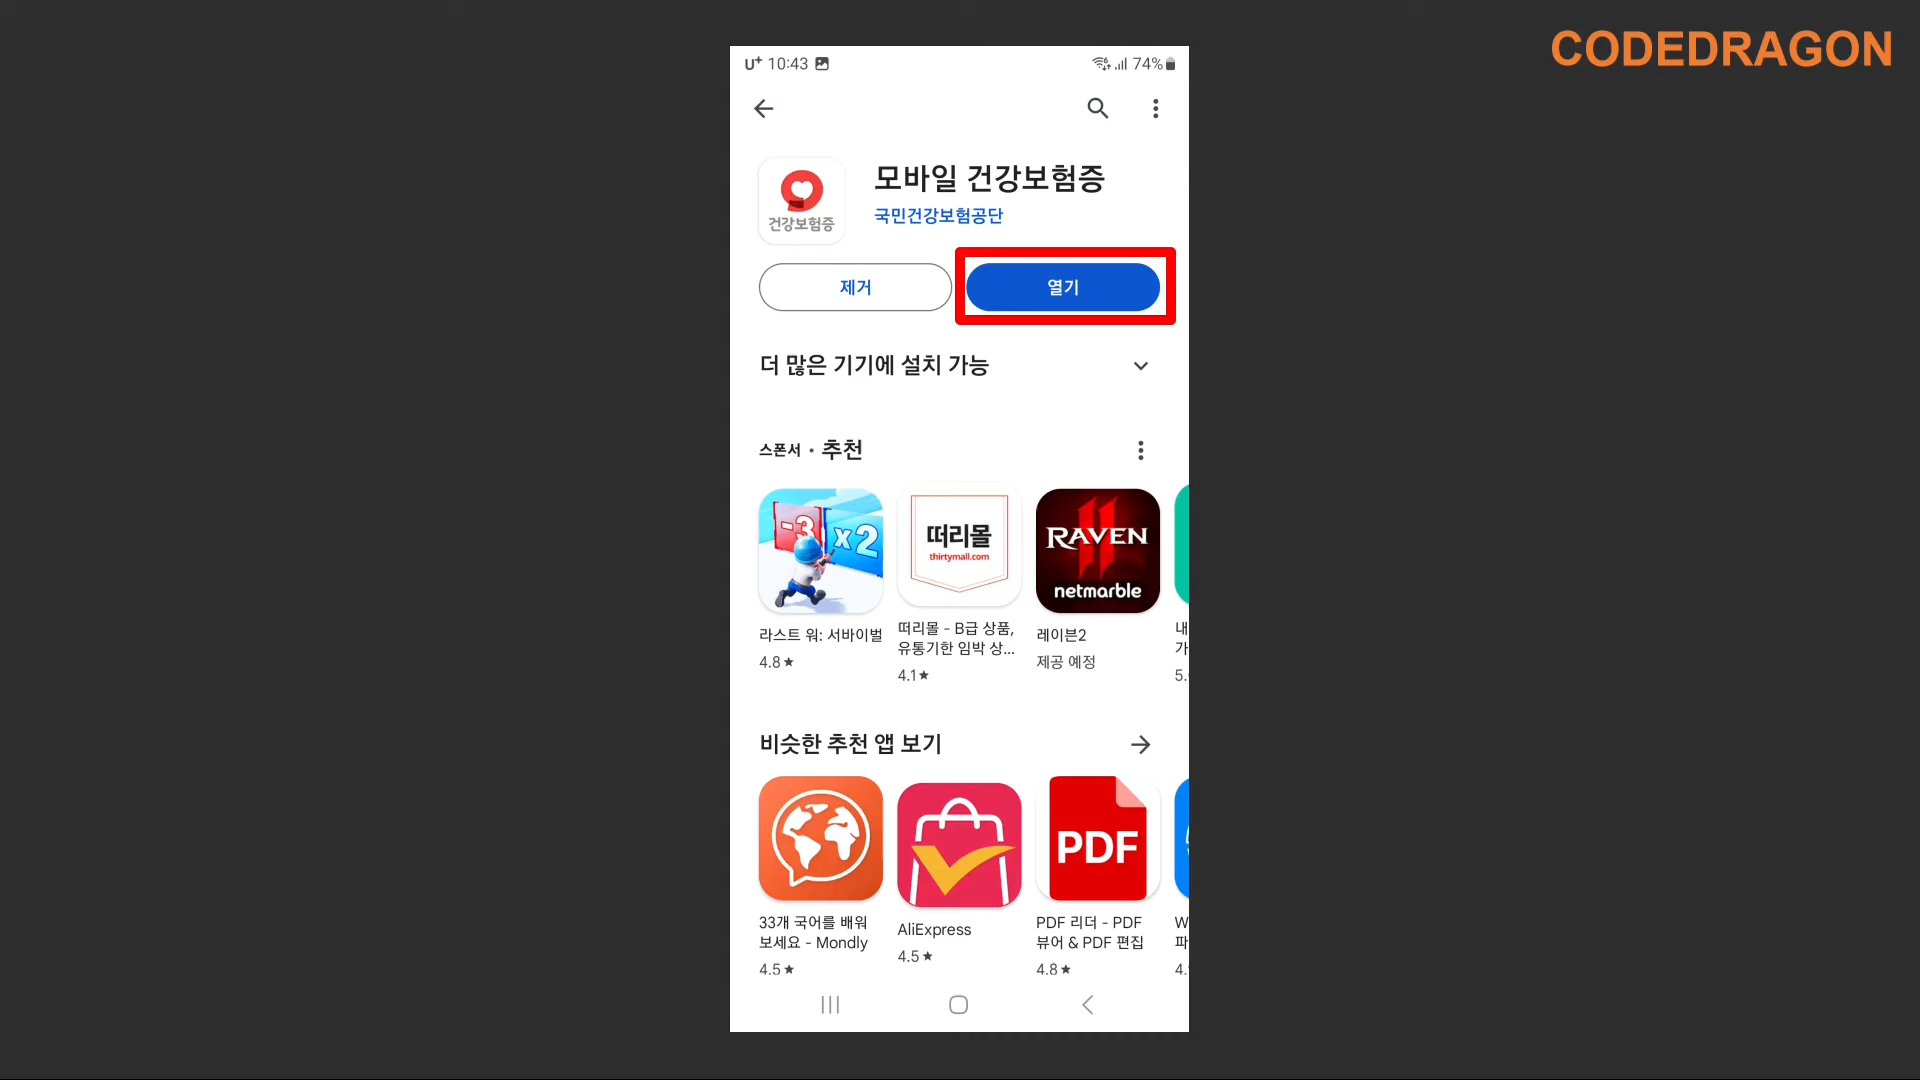 CODEDRAGON
U+ 10:43 74%
모바일 건강보험증
국민건강보험공단
건강보험증
제거 열기
더 많은 기기에 설치 가능
스폰서 · 추천
-3 x2
떠리몰
thirtymall.com
RAVEN
netmarble
라스트 워: 서바이벌
4.8★
떠리몰 - B급 상품,
유통기한 임박 상...
4.1★
레이븐2
제공 예정
내
가
5.
비슷한 추천 앱 보기
PDF
33개 국어를 배워
보세요 - Mondly
4.5★
AliExpress
4.5★
PDF 리더 - PDF
뷰어 & PDF 편집
4.8★
W
파
4.